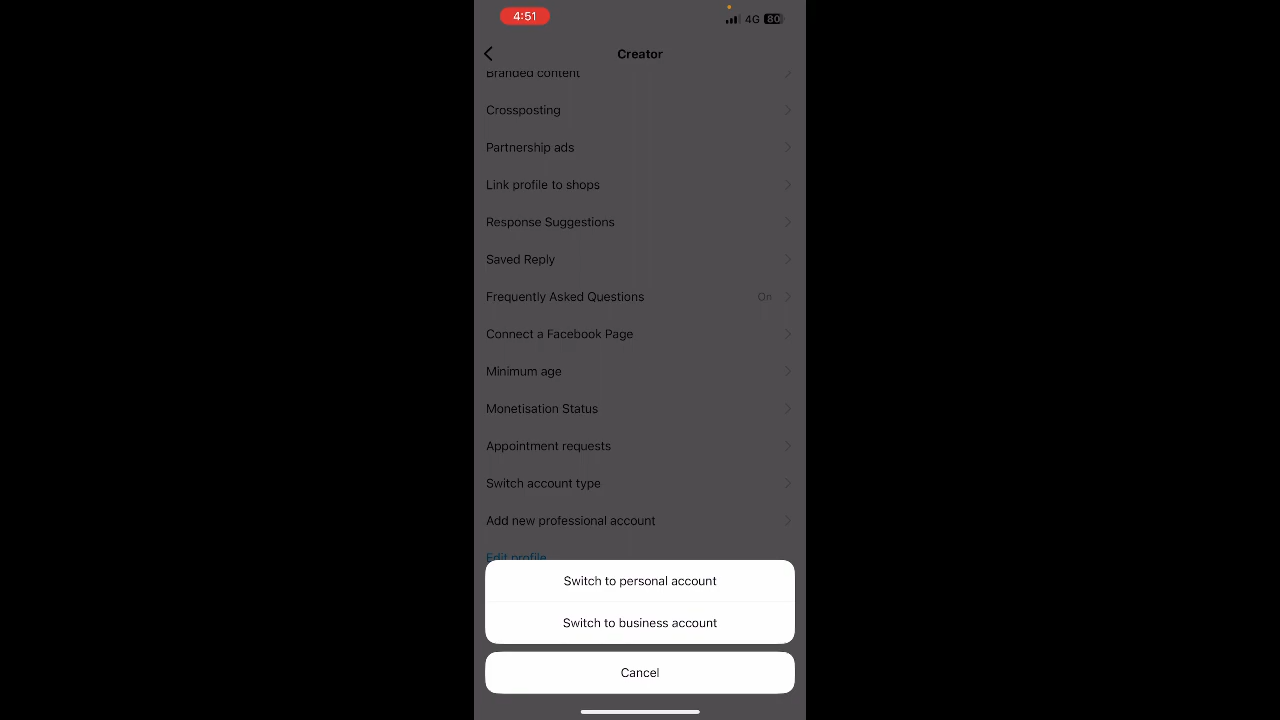 4:51
4G 80
Creator
Branded content
Crossposting
Partnership ads
Link profile to shops
Response Suggestions
Saved Reply
Frequently Asked Questions On
Connect a Facebook Page
Minimum age
Monetisation Status
Appointment requests
Switch account type
Add new professional account
Edit profile
Switch to personal account
Switch to business account
Cancel